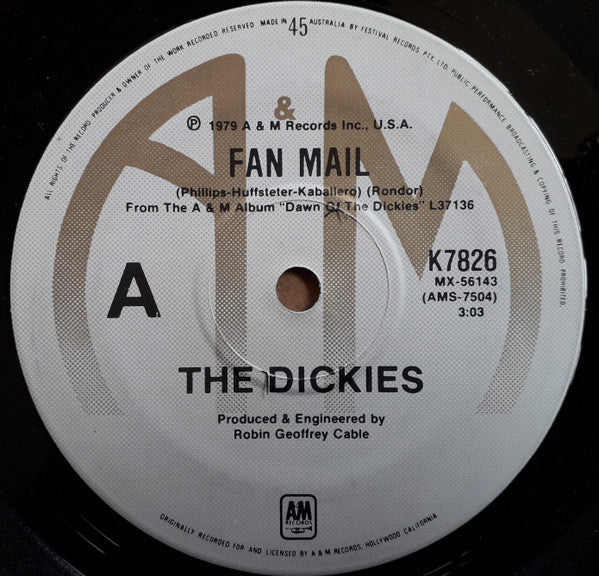 ALL RIGHTS OF THE RECORD PRODUCER & OWNER OF THE WORK RECORDED RESERVED MADE IN 45 AUSTRALIA BY FESTIVAL RECORDS PTY. LTD. PUBLIC PERFORMANCE, BROADCASTING & COPYING OF THIS RECORD PROHIBITED.
A & M
℗ 1979 A & M Records Inc., U.S.A.
FAN MAIL
(Phillips-Huffsteter-Kaballero) (Rondor)
From The A & M Album "Dawn Of The Dickies" L37136
A
K7826
MX-56143
(AMS-7504)
3:03
THE DICKIES
Produced & Engineered by
Robin Geoffrey Cable
AM
RECORDS
ORIGINALLY RECORDED FOR AND LICENSED BY A & M RECORDS, HOLLYWOOD CALIFORNIA